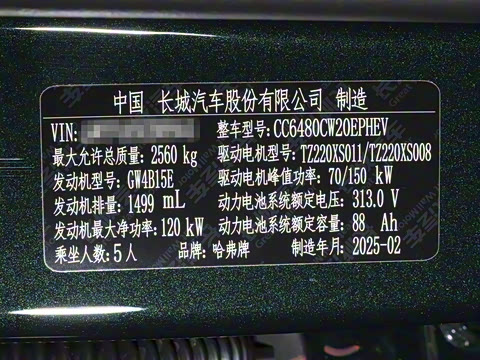 中国 长城汽车股份有限公司 制造
VIN: 整车型号:CC6480CW20EPHEV
最大允许总质量: 2560 kg 驱动电机型号:TZ220XS011/TZ220XS008
发动机型号: GW4B15E 驱动电机峰值功率: 70/150 kW
发动机排量: 1499 mL 动力电池系统额定电压: 313.0 V
发动机最大净功率: 120 kW 动力电池系统额定容量: 88 Ah
乘坐人数: 5 人 品牌: 哈弗牌 制造年月: 2025-02